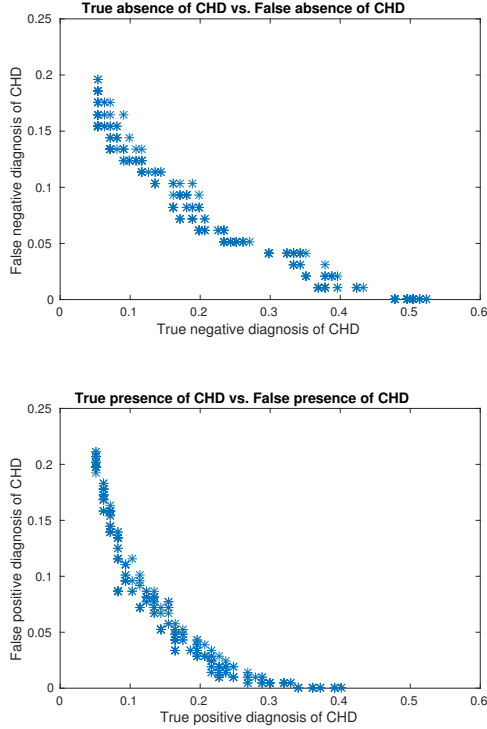 True absence of CHD vs. False absence of CHD
0.25
0.2
0.15
0.1
0.05
0
False negative diagnosis of CHD
0 0.1 0.2 0.3 0.4 0.5 0.6
True negative diagnosis of CHD
True presence of CHD vs. False presence of CHD
0.25
0.2
0.15
0.1
0.05
0
False positive diagnosis of CHD
0 0.1 0.2 0.3 0.4 0.5 0.6
True positive diagnosis of CHD